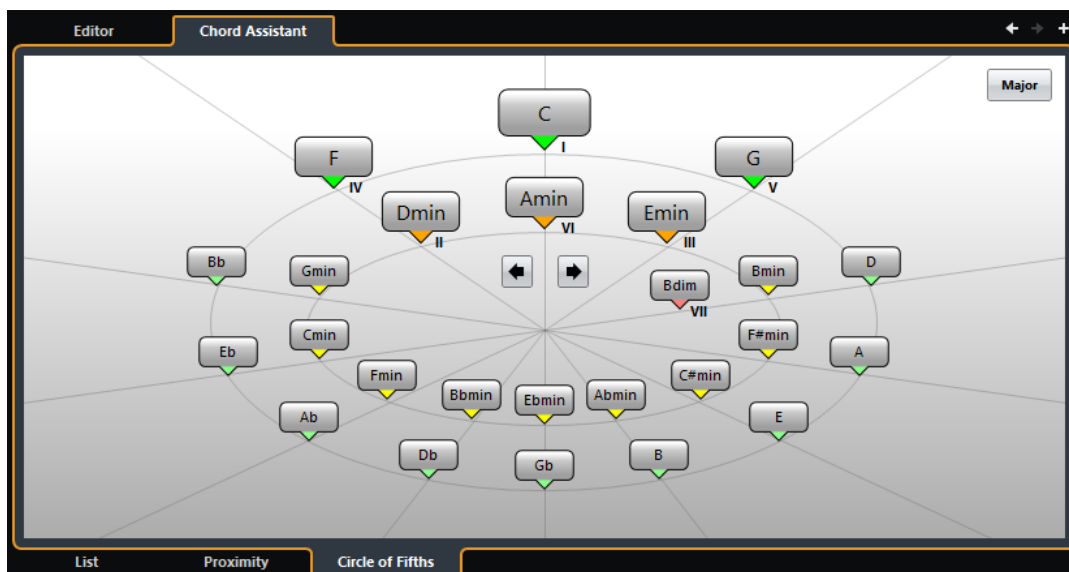 Editor
Chord Assistant
Major
C
I
F
IV
G
V
Amin
VI
Dmin
II
Emin
III
Bb
Gmin
Bdim
VII
Bmin
D
Eb
Cmin
F#min
A
Fmin
C#min
Bbmin
Ebmin
Abmin
Ab
E
Db
Gb
B
List
Proximity
Circle of Fifths